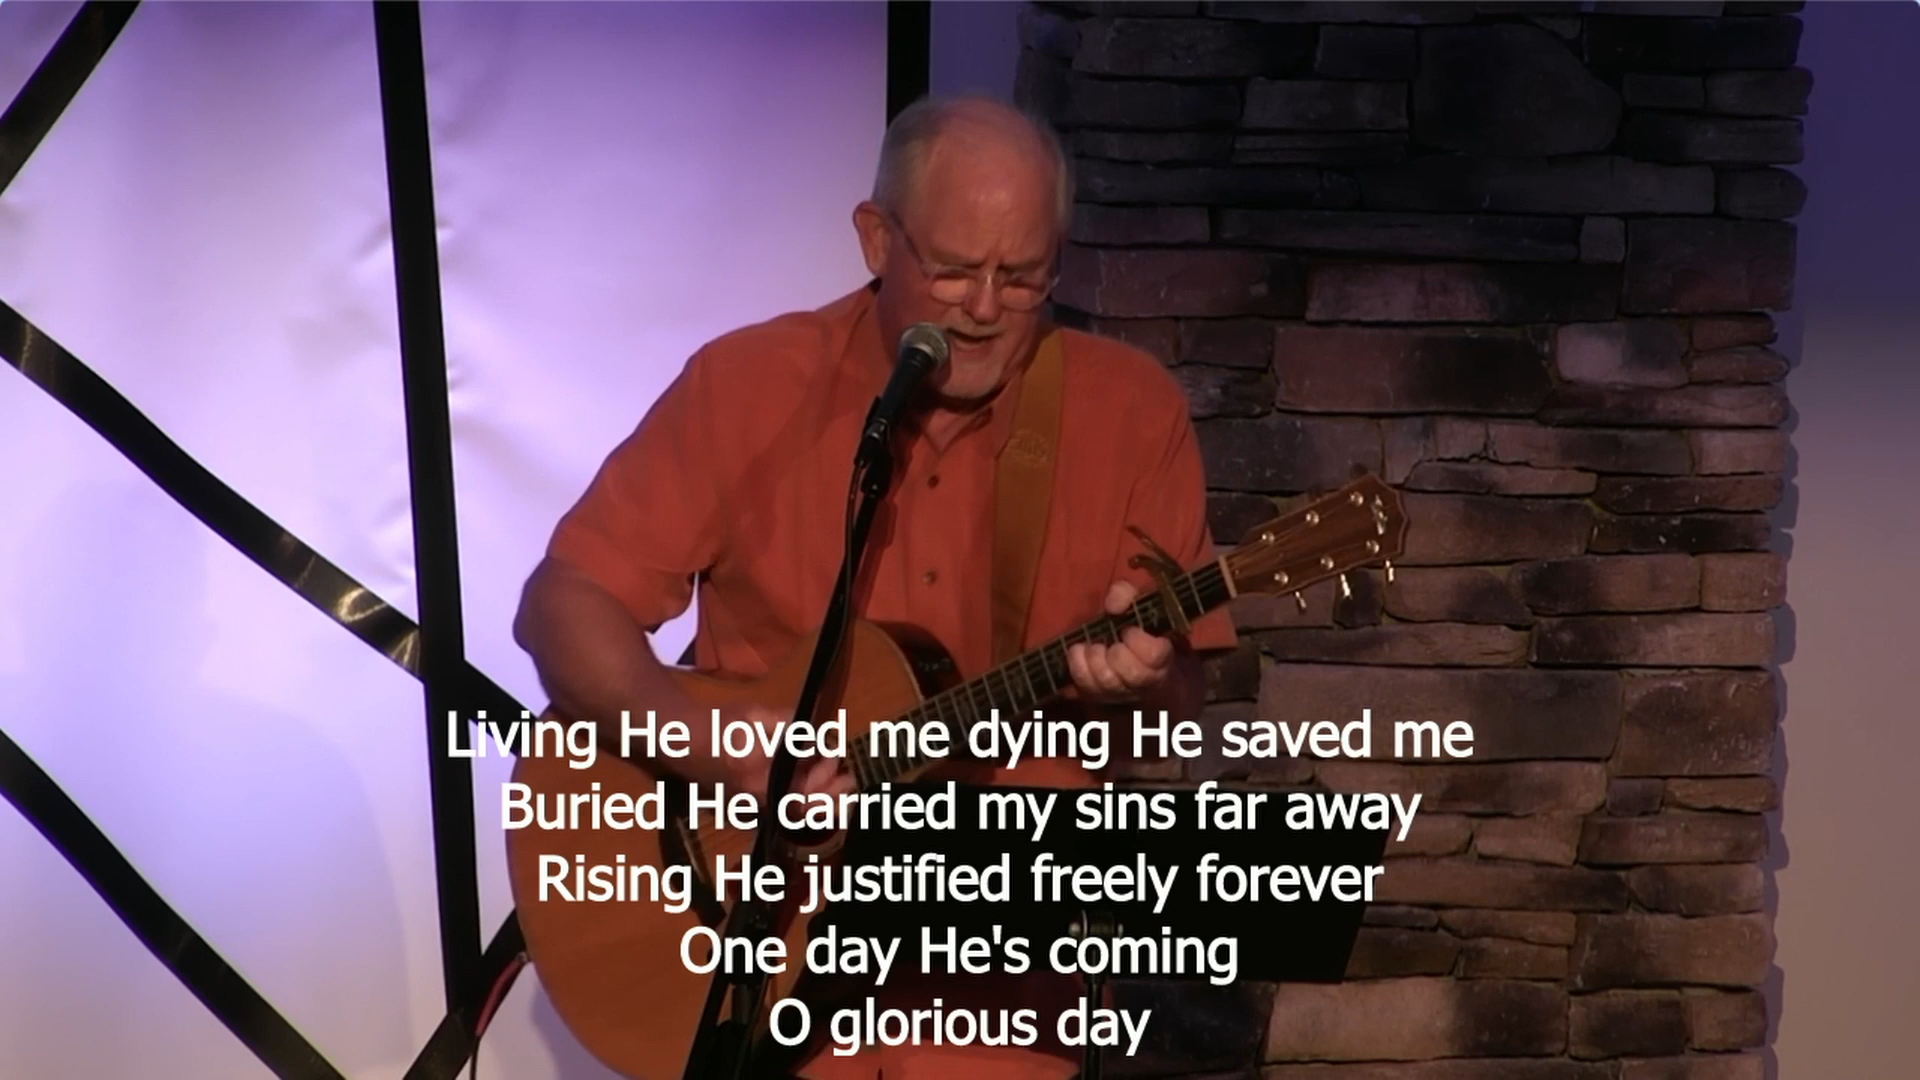 Living He loved me dying He saved me
Buried He carried my sins far away
Rising He justified freely forever
One day He's coming
O glorious day